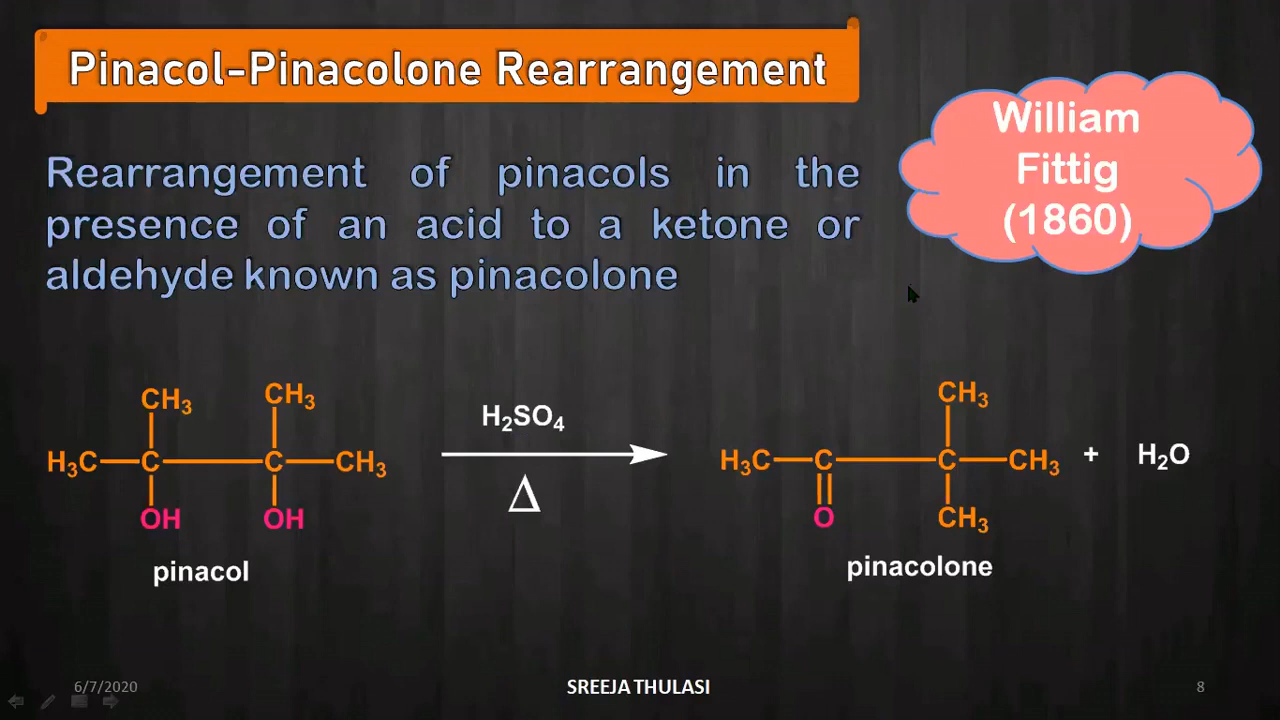 Pinacol-Pinacolone Rearrangement
William
Fittig
(1860)
Rearrangement of pinacols in the
presence of an acid to a ketone or
aldehyde known as pinacolone
CH₃ CH₃ H₂SO₄ CH₃
H₃C C C CH₃ Δ H₃C C C CH₃ + H₂O
OH OH O CH₃
pinacol pinacolone
6/7/2020 SREEJA THULASI 8